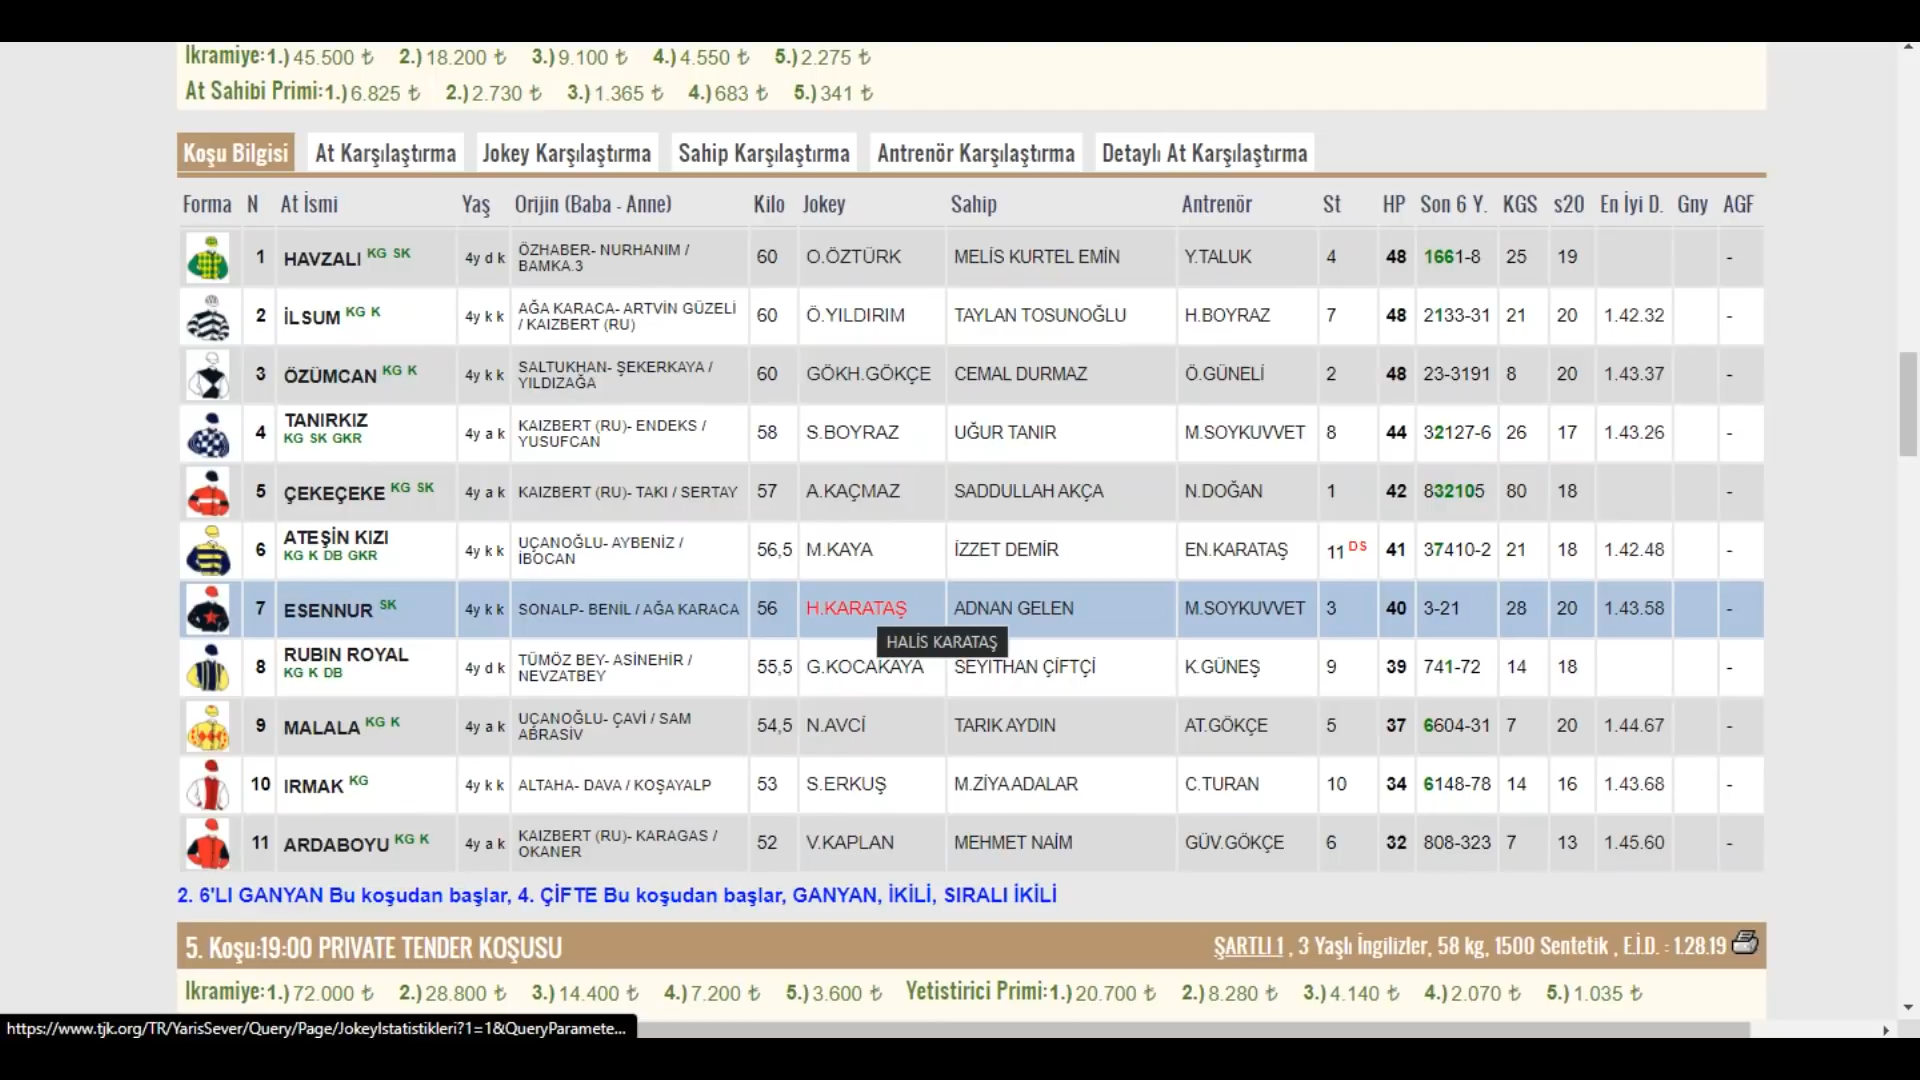 İkramiye:1.) 45.500 ₺ 2.) 18.200 ₺ 3.) 9.100 ₺ 4.) 4.550 ₺ 5.) 2.275 ₺
At Sahibi Primi:1.) 6.825 ₺ 2.) 2.730 ₺ 3.) 1.365 ₺ 4.) 683 ₺ 5.) 341 ₺
Koşu Bilgisi At Karşılaştırma Jokey Karşılaştırma Sahip Karşılaştırma Antrenör Karşılaştırma Detaylı At Karşılaştırma
Forma N At İsmi Yaş Orijin (Baba - Anne) Kilo Jokey Sahip Antrenör St HP Son 6 Y. KGS s20 En İyi D. Gny AGF
1 HAVZALI KG SK 4y d k ÖZHABER- NURHANIM / BAMKA.3 60 O.ÖZTÜRK MELİS KURTEL EMİN Y.TALUK 4 48 1661-8 25 19 -
2 İLSUM KG K 4y k k AĞA KARACA- ARTVİN GÜZELİ / KAIZBERT (RU) 60 Ö.YILDIRIM TAYLAN TOSUNOĞLU H.BOYRAZ 7 48 2133-31 21 20 1.42.32 -
3 ÖZÜMCAN KG K 4y k k SALTUKHAN- ŞEKERKAYA / YILDIZAĞA 60 GÖKH.GÖKÇE CEMAL DURMAZ Ö.GÜNELİ 2 48 23-3191 8 20 1.43.37 -
4 TANIRKIZ KG SK GKR 4y a k KAIZBERT (RU)- ENDEKS / YUSUFCAN 58 S.BOYRAZ UĞUR TANIR M.SOYKUVVET 8 44 32127-6 26 17 1.43.26 -
5 ÇEKEÇEKE KG SK 4y a k KAIZBERT (RU)- TAKI / SERTAY 57 A.KAÇMAZ SADDULLAH AKÇA N.DOĞAN 1 42 832105 80 18 -
6 ATEŞİN KIZI KG K DB GKR 4y k k UÇANOĞLU- AYBENİZ / İBOCAN 56,5 M.KAYA İZZET DEMİR EN.KARATAŞ 11 DS 41 37410-2 21 18 1.42.48 -
7 ESENNUR SK 4y k k SONALP- BENİL / AĞA KARACA 56 H.KARATAŞ ADNAN GELEN M.SOYKUVVET 3 40 3-21 28 20 1.43.58 -
HALİS KARATAŞ
8 RUBIN ROYAL KG K DB 4y d k TÜMÖZ BEY- ASİNEHİR / NEVZATBEY 55,5 G.KOCAKAYA SEYİTHAN ÇİFTÇİ K.GÜNEŞ 9 39 741-72 14 18 -
9 MALALA KG K 4y a k UÇANOĞLU- ÇAVİ / SAM ABRASİV 54,5 N.AVCİ TARIK AYDIN AT.GÖKÇE 5 37 6604-31 7 20 1.44.67 -
10 IRMAK KG 4y k k ALTAHA- DAVA / KOŞAYALP 53 S.ERKUŞ M.ZİYA ADALAR C.TURAN 10 34 6148-78 14 16 1.43.68 -
11 ARDABOYU KG K 4y a k KAIZBERT (RU)- KARAGAS / OKANER 52 V.KAPLAN MEHMET NAİM GÜV.GÖKÇE 6 32 808-323 7 13 1.45.60 -
2. 6'LI GANYAN Bu koşudan başlar, 4. ÇİFTE Bu koşudan başlar, GANYAN, İKİLİ, SIRALI İKİLİ
5. Koşu:19:00 PRIVATE TENDER KOŞUSU ŞARTLI 1 , 3 Yaşlı İngilizler, 58 kg, 1500 Sentetik , E.İ.D. : 1.28.19
İkramiye:1.) 72.000 ₺ 2.) 28.800 ₺ 3.) 14.400 ₺ 4.) 7.200 ₺ 5.) 3.600 ₺ Yetistirici Primi:1.) 20.700 ₺ 2.) 8.280 ₺ 3.) 4.140 ₺ 4.) 2.070 ₺ 5.) 1.035 ₺
https://www.tjk.org/TR/YarisSever/Query/Page/JokeyIstatistikleri?1=1&QueryParamete...